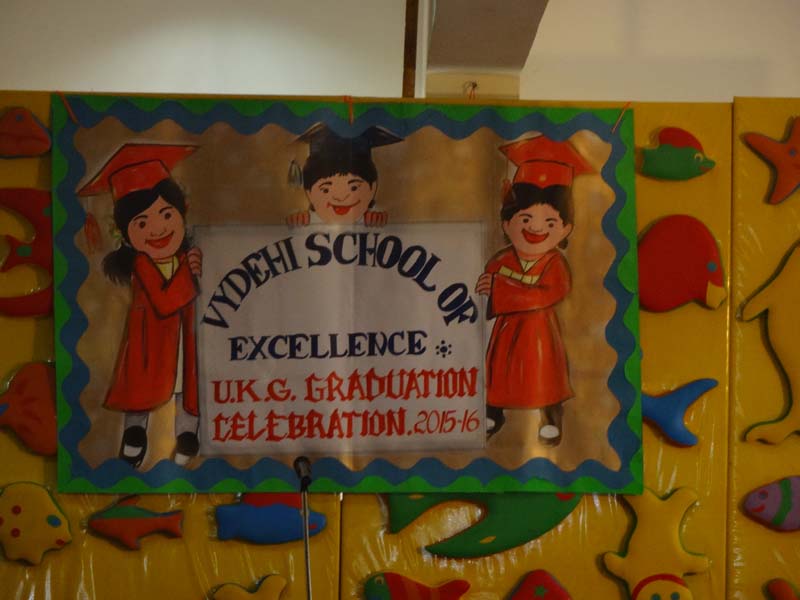 VYDEHI SCHOOL OF
EXCELLENCE
U.K.G. GRADUATION
CELEBRATION. 2015-16